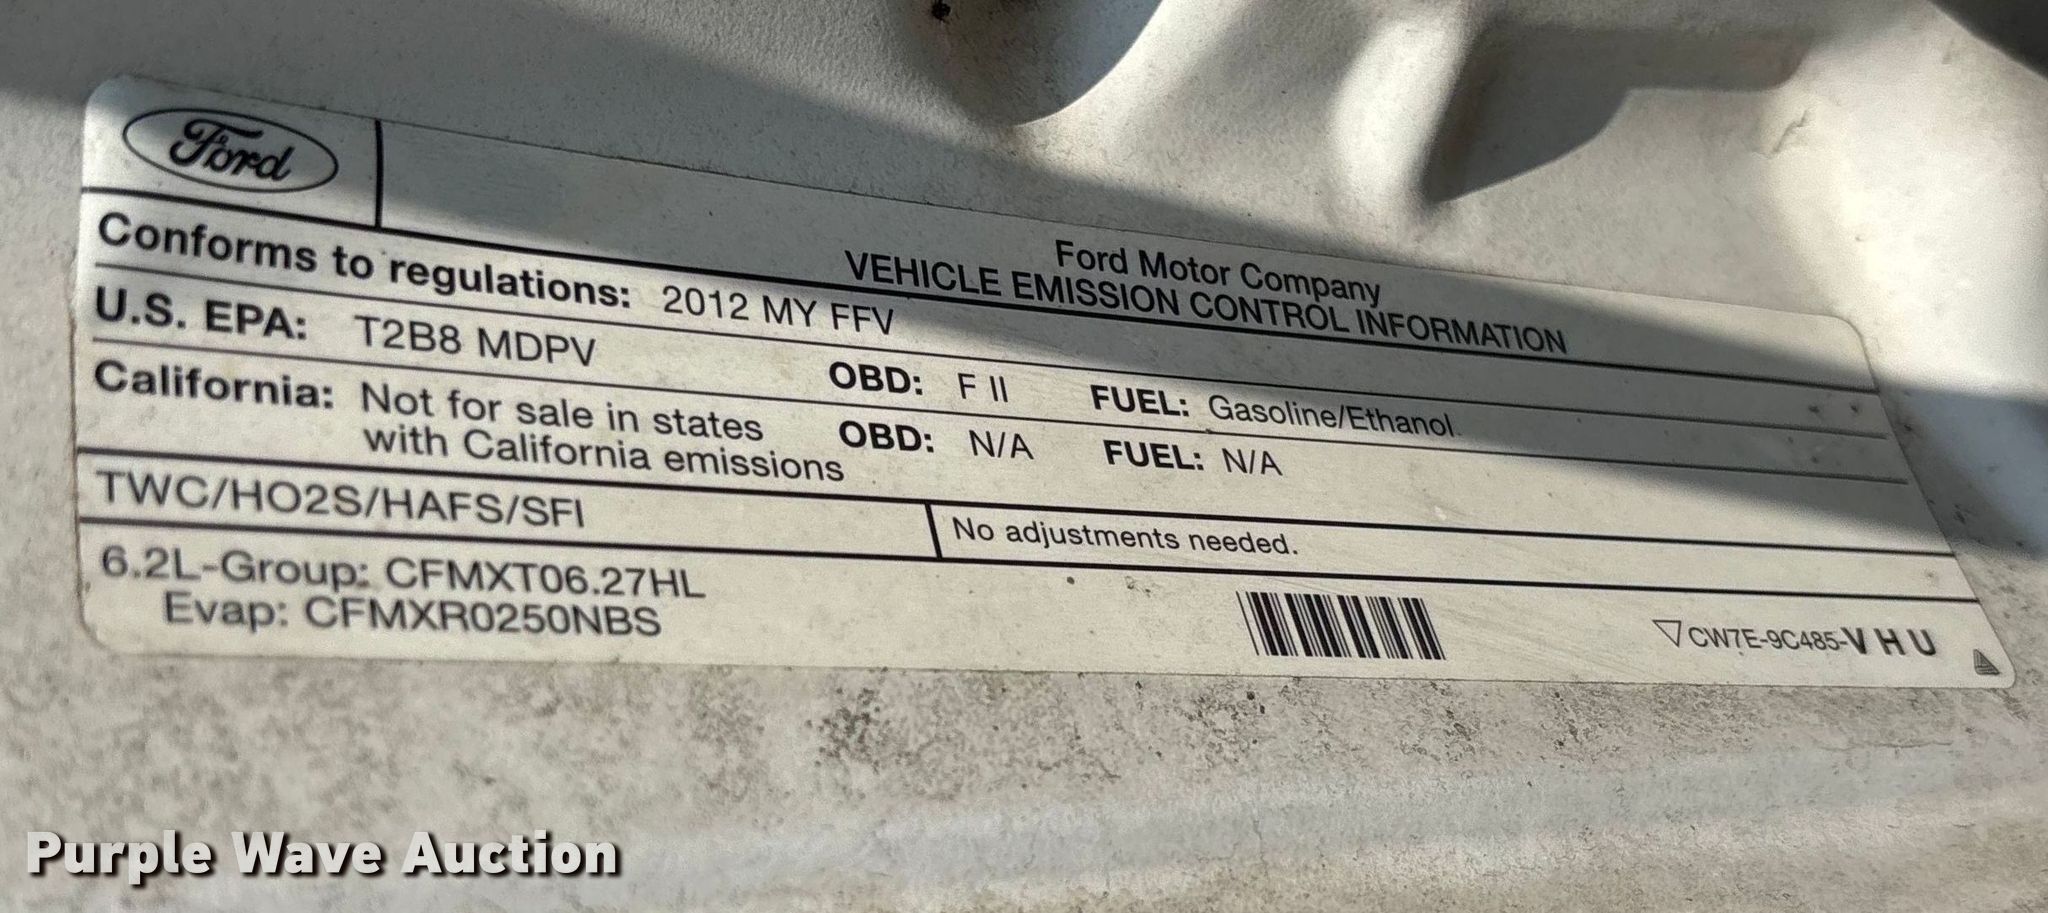 Ford
Ford Motor Company
VEHICLE EMISSION CONTROL INFORMATION
Conforms to regulations: 2012 MY FFV
U.S. EPA: T2B8 MDPV OBD: F II FUEL: Gasoline/Ethanol
California: Not for sale in states with California emissions OBD: N/A FUEL: N/A
TWC/HO2S/HAFS/SFI
No adjustments needed.
6.2L-Group: CFMXT06.27HL
Evap: CFMXR0250NBS
CW7E-9C485-VHU
Purple Wave Auction